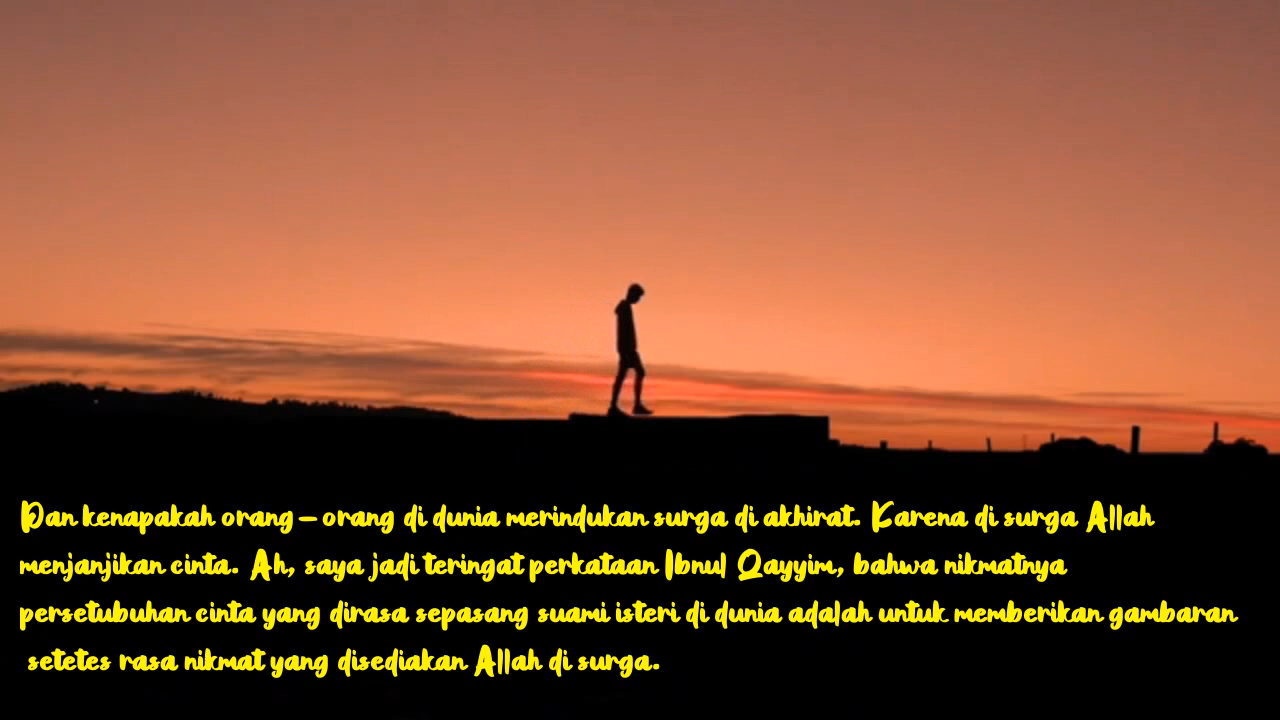 Dan kenapakah orang-orang di dunia merindukan surga di akhirat. Karena di surga Allah
menjanjikan cinta. Ah, saya jadi teringat perkataan Ibnul Qayyim, bahwa nikmatnya
persetubuhan cinta yang dirasa sepasang suami isteri di dunia adalah untuk memberikan gambaran
setetes rasa nikmat yang disediakan Allah di surga.